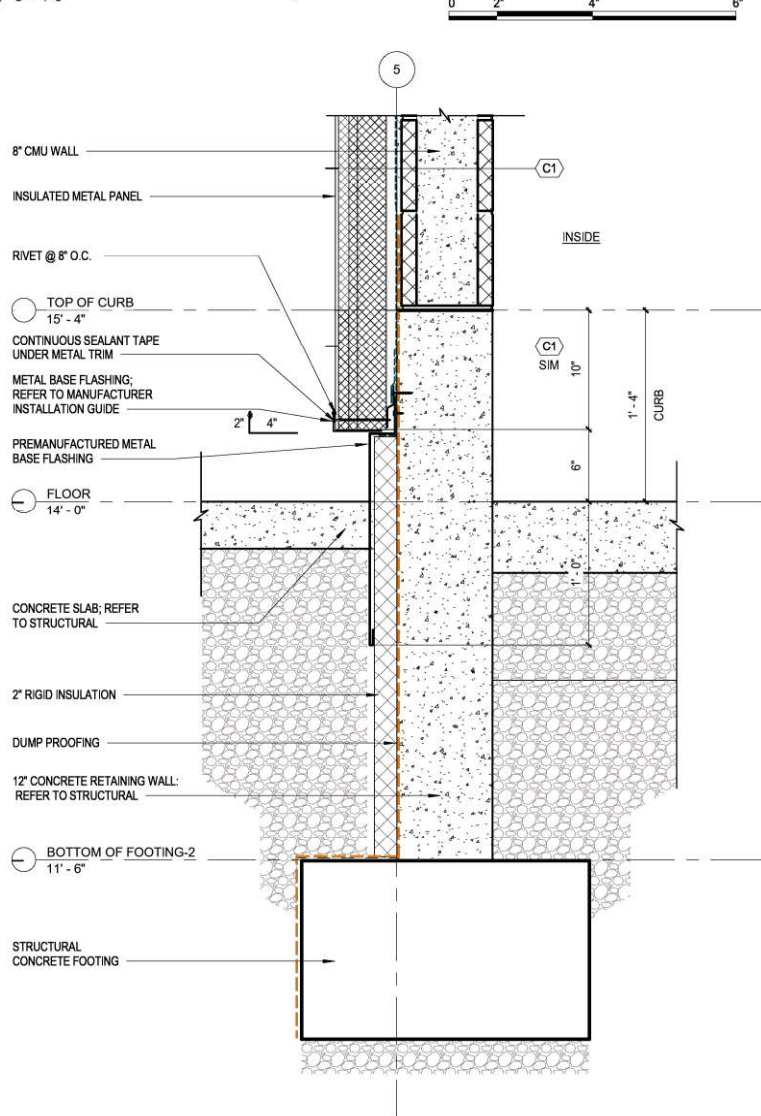 0 2" 4" 6"
5
8" CMU WALL
C1
INSULATED METAL PANEL
INSIDE
RIVET @ 8" O.C.
TOP OF CURB
15' - 4"
CONTINUOUS SEALANT TAPE
UNDER METAL TRIM
C1
SIM
10"
1' - 4"
CURB
METAL BASE FLASHING;
REFER TO MANUFACTURER
INSTALLATION GUIDE
2" 4"
PREMANUFACTURED METAL
BASE FLASHING
6"
FLOOR
14' - 0"
1' - 0"
CONCRETE SLAB; REFER
TO STRUCTURAL
2" RIGID INSULATION
DUMP PROOFING
12" CONCRETE RETAINING WALL:
REFER TO STRUCTURAL
BOTTOM OF FOOTING-2
11' - 6"
STRUCTURAL
CONCRETE FOOTING